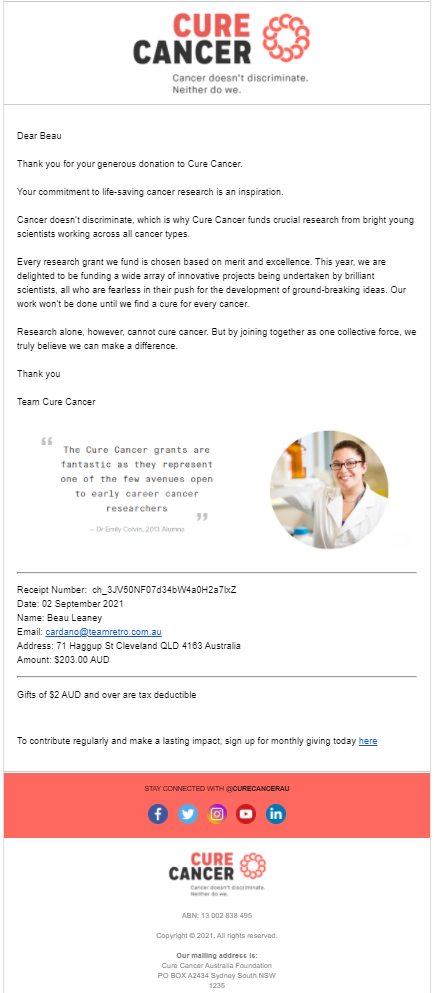 CURE
CANCER
Cancer doesn't discriminate.
Neither do we.
Dear Beau
Thank you for your generous donation to Cure Cancer.
Your commitment to life-saving cancer research is an inspiration.
Cancer doesn't discriminate, which is why Cure Cancer funds crucial research from bright young
scientists working across all cancer types.
Every research grant we fund is chosen based on merit and excellence. This year, we are
delighted to be funding a wide array of innovative projects being undertaken by brilliant
scientists, all who are fearless in their push for the development of ground-breaking ideas. Our
work won't be done until we find a cure for every cancer.
Research alone, however, cannot cure cancer. But by joining together as one collective force, we
truly believe we can make a difference.
Thank you
Team Cure Cancer
“ The Cure Cancer grants are
fantastic as they represent
one of the few avenues open
to early career cancer
researchers ”
— Dr Emily Colvin, 2013 Alumna
Receipt Number: ch_3JV50NF07d34bW4a0H2a7IxZ
Date: 02 September 2021
Name: Beau Leaney
Email: cardano@teamretro.com.au
Address: 71 Haggup St Cleveland QLD 4163 Australia
Amount: $203.00 AUD
Gifts of $2 AUD and over are tax deductible
To contribute regularly and make a lasting impact, sign up for monthly giving today here
STAY CONNECTED WITH @CURECANCERAU
CURE
CANCER
Cancer doesn't discriminate.
Neither do we.
ABN: 13 002 838 495
Copyright © 2021, All rights reserved.
Our mailing address is:
Cure Cancer Australia Foundation
PO BOX A2434 Sydney South NSW
1235